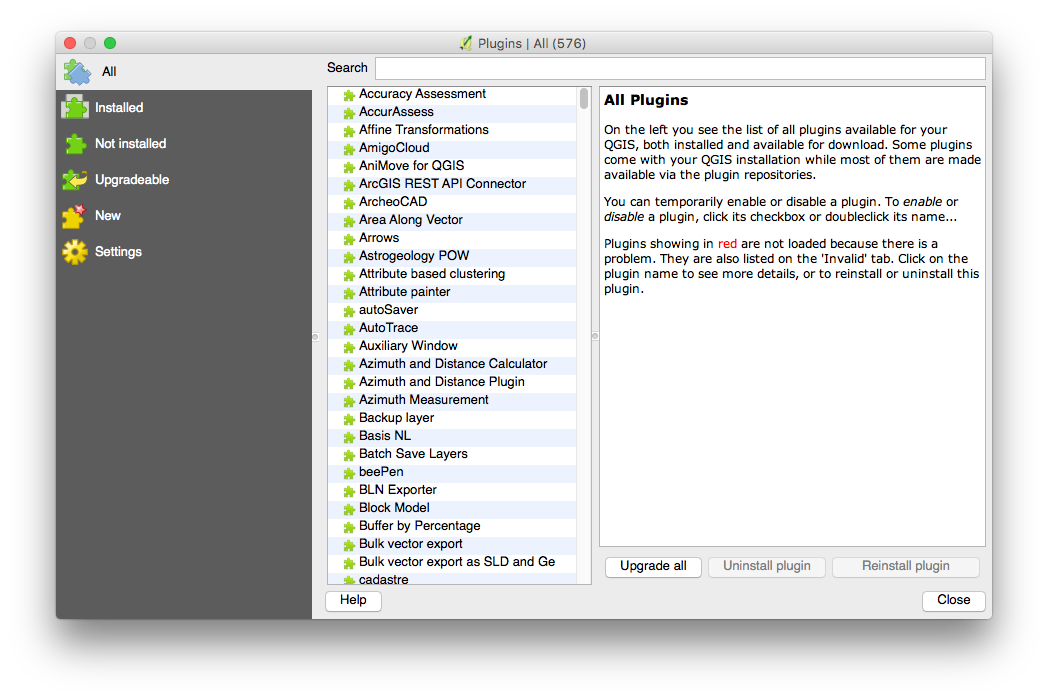 Plugins | All (576)
All
Installed
Not installed
Upgradeable
New
Settings
Search
Accuracy Assessment
AccurAssess
Affine Transformations
AmigoCloud
AniMove for QGIS
ArcGIS REST API Connector
ArcheoCAD
Area Along Vector
Arrows
Astrogeology POW
Attribute based clustering
Attribute painter
autoSaver
AutoTrace
Auxiliary Window
Azimuth and Distance Calculator
Azimuth and Distance Plugin
Azimuth Measurement
Backup layer
Basis NL
Batch Save Layers
beePen
BLN Exporter
Block Model
Buffer by Percentage
Bulk vector export
Bulk vector export as SLD and Ge
cadastre
All Plugins
On the left you see the list of all plugins available for your
QGIS, both installed and available for download. Some plugins
come with your QGIS installation while most of them are made
available via the plugin repositories.
You can temporarily enable or disable a plugin. To enable or
disable a plugin, click its checkbox or doubleclick its name...
Plugins showing in red are not loaded because there is a
problem. They are also listed on the 'Invalid' tab. Click on the
plugin name to see more details, or to reinstall or uninstall this
plugin.
Upgrade all
Uninstall plugin
Reinstall plugin
Help
Close